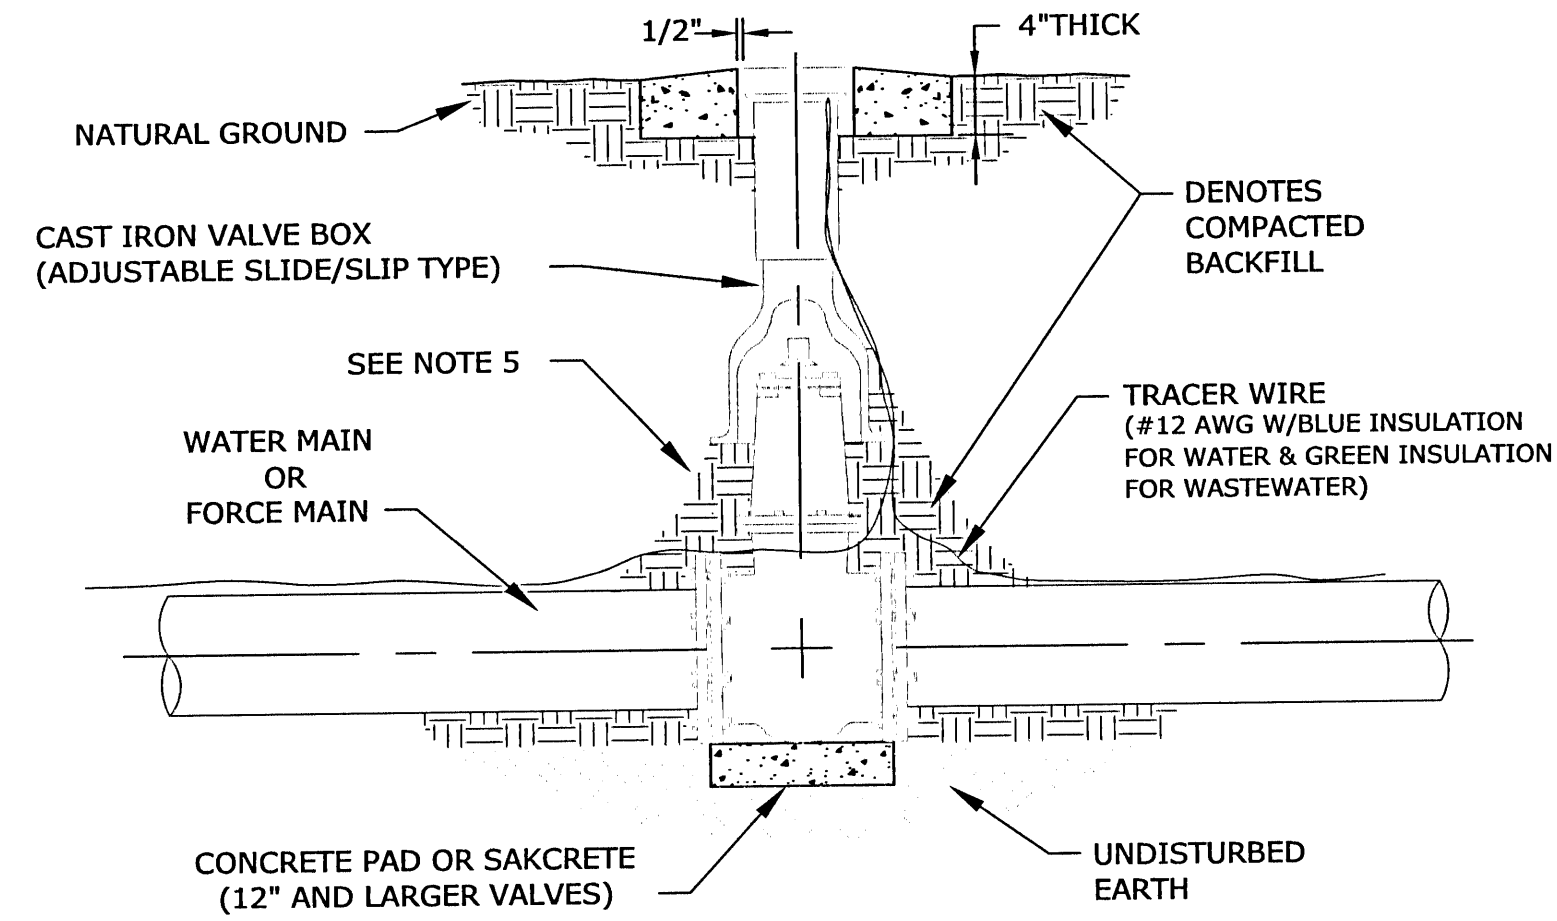 1/2"
4"THICK
NATURAL GROUND
DENOTES
COMPACTED
BACKFILL
CAST IRON VALVE BOX
(ADJUSTABLE SLIDE/SLIP TYPE)
SEE NOTE 5
TRACER WIRE
(#12 AWG W/BLUE INSULATION
FOR WATER & GREEN INSULATION
FOR WASTEWATER)
WATER MAIN
OR
FORCE MAIN
CONCRETE PAD OR SAKCRETE
(12" AND LARGER VALVES)
UNDISTURBED
EARTH